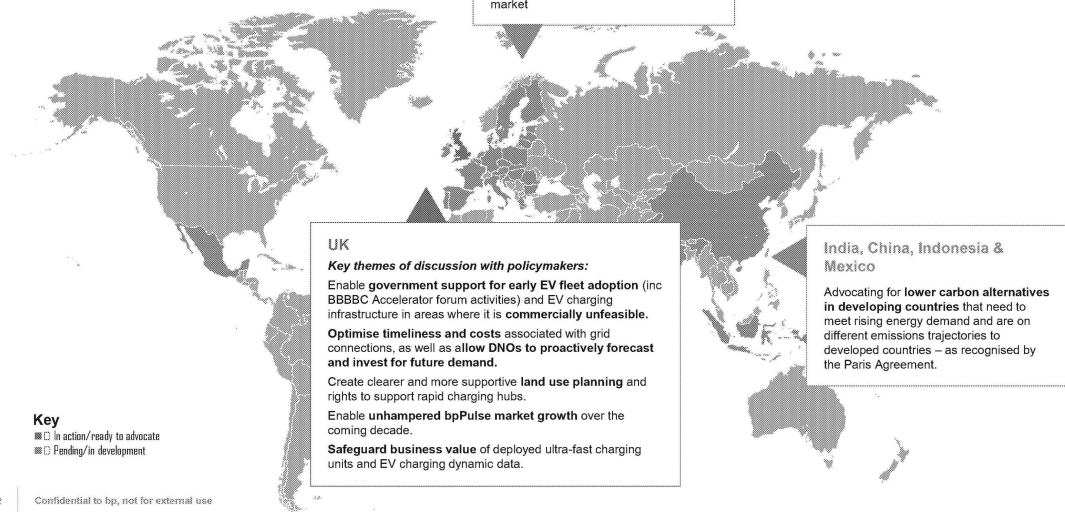 market
UK
Key themes of discussion with policymakers:
Enable government support for early EV fleet adoption (inc
BBBBC Accelerator forum activities) and EV charging
infrastructure in areas where it is commercially unfeasible.
Optimise timeliness and costs associated with grid
connections, as well as allow DNOs to proactively forecast
and invest for future demand.
Create clearer and more supportive land use planning and
rights to support rapid charging hubs.
Enable unhampered bpPulse market growth over the
coming decade.
Safeguard business value of deployed ultra-fast charging
units and EV charging dynamic data.
India, China, Indonesia &
Mexico
Advocating for lower carbon alternatives
in developing countries that need to
meet rising energy demand and are on
different emissions trajectories to
developed countries – as recognised by
the Paris Agreement.
Key
In action/ready to advocate
Pending/in development
Confidential to bp, not for external use